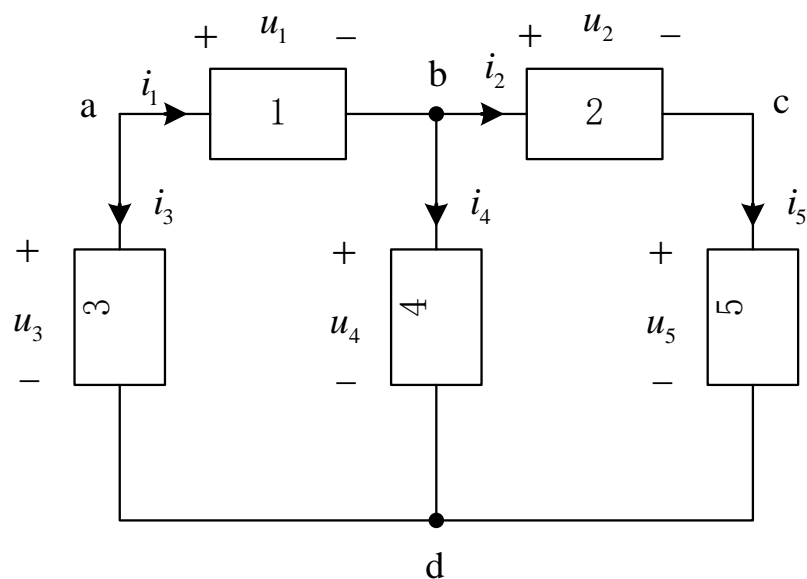 + u₁ − + u₂ −
a i₁ 1 b i₂ 2 c
i₃ i₄ i₅
+ + +
u₃ 3 u₄ 4 u₅ 5
− − −
d